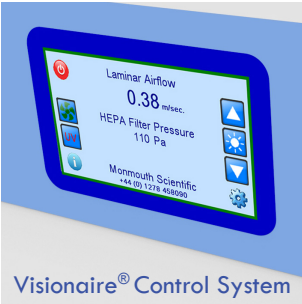 Laminar Airflow
0.38 m/sec.
HEPA Filter Pressure
110 Pa
UV
i
Monmouth Scientific
+44 (0) 1278 458090
Visionaire® Control System